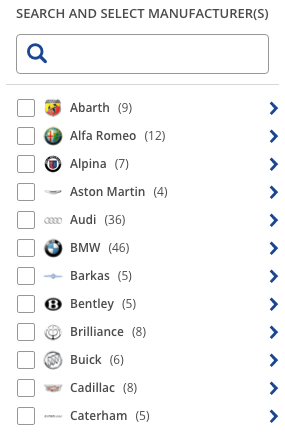 SEARCH AND SELECT MANUFACTURER(S)
Abarth (9)
Alfa Romeo (12)
Alpina (7)
Aston Martin (4)
Audi (36)
BMW (46)
Barkas (5)
Bentley (5)
Brilliance (8)
Buick (6)
Cadillac (8)
Caterham (5)